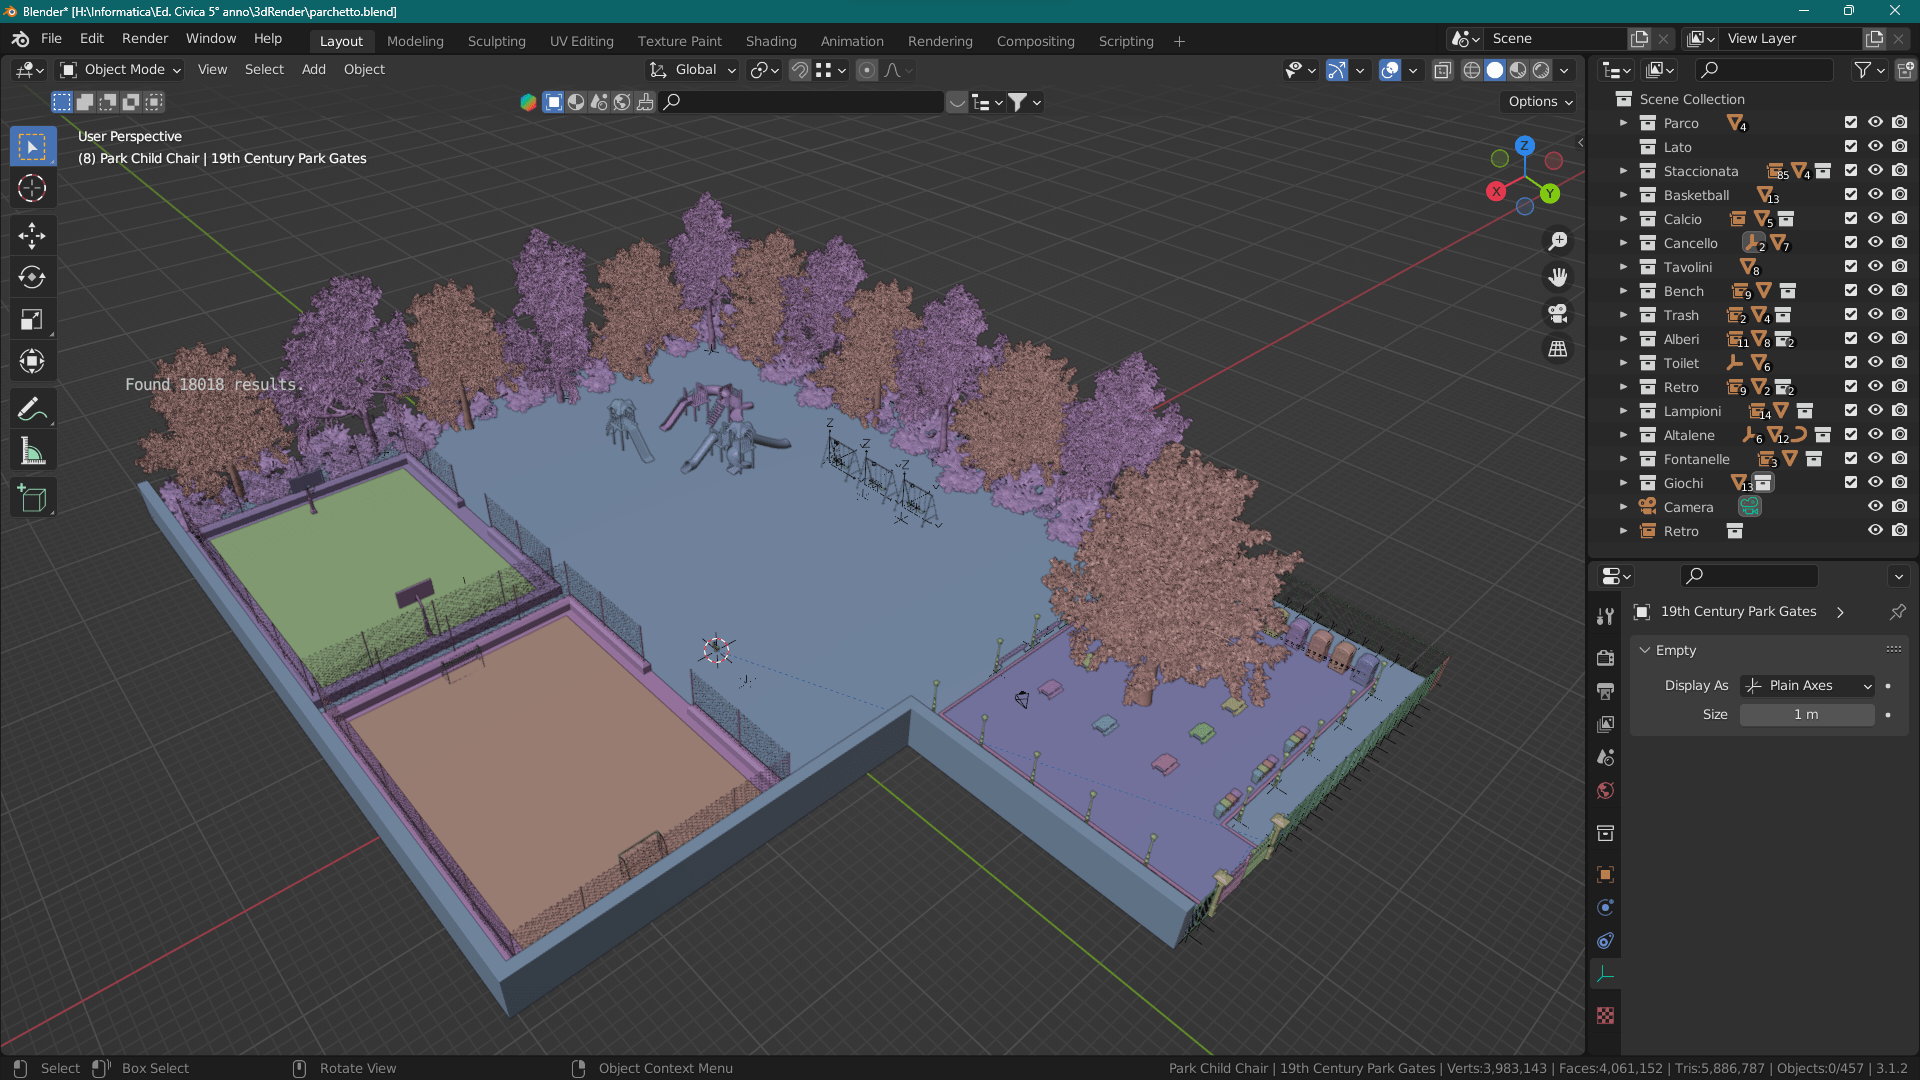 Blender* [H:\Informatica\Ed. Civica 5° anno\3dRender\parchetto.blend]
File Edit Render Window Help Layout Modeling Sculpting UV Editing Texture Paint Shading Animation Rendering Compositing Scripting + Scene View Layer
Object Mode View Select Add Object Global
Options
User Perspective
(8) Park Child Chair | 19th Century Park Gates
Z
X
Y
Found 18018 results.
Z
Z
Z
Scene Collection
Parco 4
Lato
Staccionata 85 4
Basketball 13
Calcio 5
Cancello 2 7
Tavolini 8
Bench 9
Trash 2 4
Alberi 11 8 2
Toilet 6
Retro 9 2 2
Lampioni 14
Altalene 6 12
Fontanelle 3
Giochi 13
Camera
Retro
19th Century Park Gates
Empty
Display As Plain Axes
Size 1 m
Select Box Select Rotate View Object Context Menu Park Child Chair | 19th Century Park Gates | Verts:3,983,143 | Faces:4,061,152 | Tris:5,886,787 | Objects:0/457 | 3.1.2